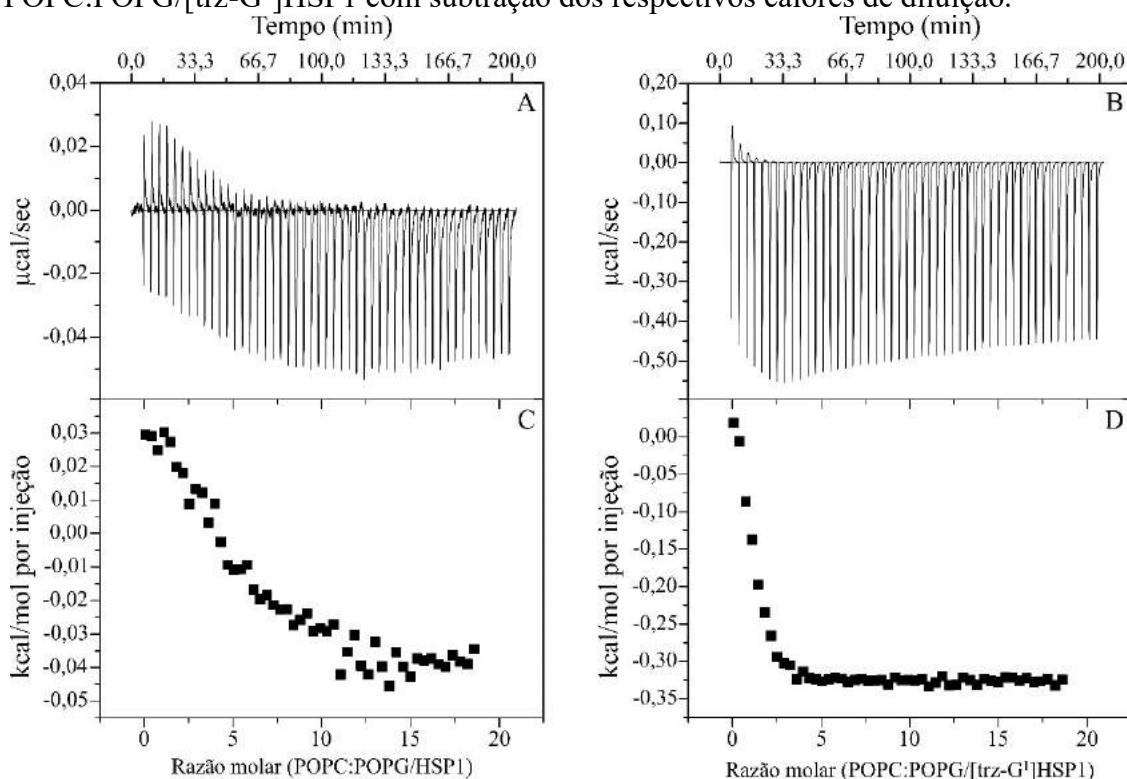 POPC:POPG/[trz-G¹]HSP1 com subtração dos respectivos calores de diluição.
Tempo (min)
0,0 33,3 66,7 100,0 133,3 166,7 200,0
A
0,04
0,02
0,00
-0,02
-0,04
µcal/sec
C
0,03
0,03
0,01
0,00
-0,01
-0,02
-0,03
-0,04
-0,05
kcal/mol por injeção
0 5 10 15 20
Razão molar (POPC:POPG/HSP1)
Tempo (min)
0,0 33,3 66,7 100,0 133,3 166,7 200,0
B
0,20
0,10
0,00
-0,10
-0,20
-0,30
-0,40
-0,50
µcal/sec
D
0,00
-0,05
-0,10
-0,15
-0,20
-0,25
-0,30
-0,35
kcal/mol por injeção
0 5 10 15 20
Razão molar (POPC:POPG/[trz-G¹]HSP1)